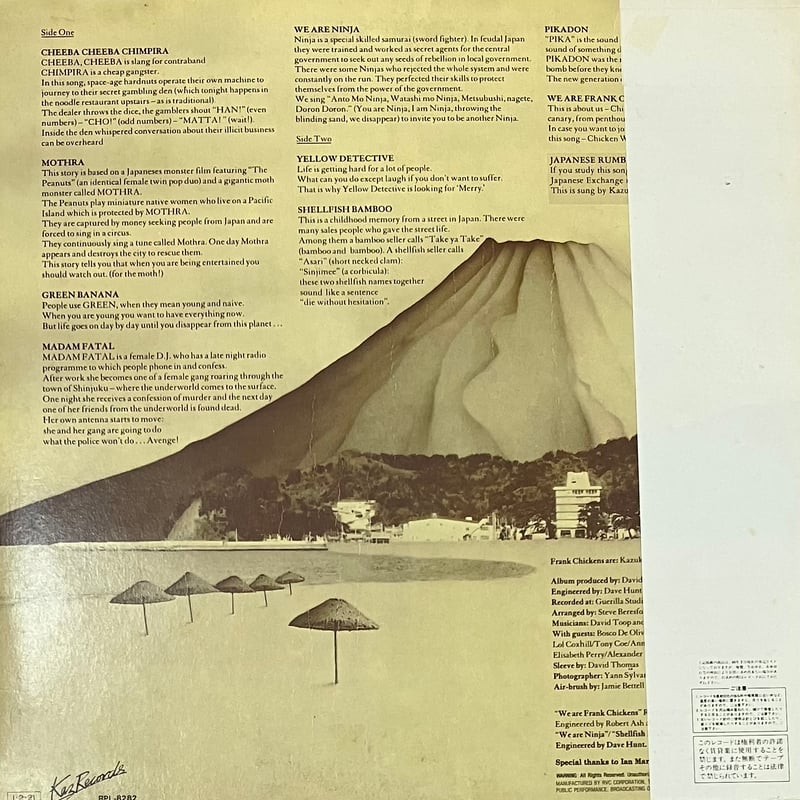 Side One
CHEEBA CHEEBA CHIMPIRA
CHEEBA, CHEEBA is slang for contraband
CHIMPIRA is a cheap gangster.
In this song, space-age hardnuts operate their own machine to
journey to their secret gambling den (which tonight happens in
the noodle restaurant upstairs – as is traditional).
The dealer throws the dice, the gamblers shout "HAN!" (even
numbers) – "CHO!" (odd numbers) – "MATTA!" (wait!).
Inside the den whispered conversation about their illicit business
can be overheard
MOTHRA
This story is based on a Japaneses monster film featuring "The
Peanuts" (an identical female twin pop duo) and a gigantic moth
monster called MOTHRA.
The Peanuts play miniature native women who live on a Pacific
Island which is protected by MOTHRA.
They are captured by money seeking people from Japan and are
forced to sing in a circus.
They continuously sing a tune called Mothra. One day Mothra
appears and destroys the city to rescue them.
This story tells you that when you are being entertained you
should watch out. (for the moth!)
GREEN BANANA
People use GREEN, when they mean young and naive.
When you are young you want to have everything now.
But life goes on day by day until you disappear from this planet . . .
MADAM FATAL
MADAM FATAL is a female D.J. who has a late night radio
programme to which people phone in and confess.
After work she becomes one of a female gang roaring through the
town of Shinjuku – where the underworld comes to the surface.
One night she receives a confession of murder and the next day
one of her friends from the underworld is found dead.
Her own antenna starts to move:
she and her gang are going to do
what the police won't do . . . Avenge!
WE ARE NINJA
Ninja is a special skilled samurai (sword fighter). In feudal Japan
they were trained and worked as secret agents for the central
government to seek out any seeds of rebellion in local government.
There were some Ninjas who rejected the whole system and were
constantly on the run. They perfected their skills to protect
themselves from the power of the government.
We sing "Anto Mo Ninja, Watashi mo Ninja, Metsubushi, nagete,
Doron Doron." (You are Ninja, I am Ninja, throwing the
blinding sand, we disappear) to invite you to be another Ninja.
Side Two
YELLOW DETECTIVE
Life is getting hard for a lot of people.
What can you do except laugh if you don't want to suffer.
That is why Yellow Detective is looking for 'Merry.'
SHELLFISH BAMBOO
This is a childhood memory from a street in Japan. There were
many sales people who gave the street life.
Among them a bamboo seller calls "Take ya Take"
(bamboo and bamboo). A shellfish seller calls
"Asari" (short necked clam):
"Sinjimee" (a corbicula):
these two shellfish names together
sound like a sentence
"die without hesitation".
PIKADON
"PIKA" is the sound
sound of something d
PIKADON was the
bomb before they kne
The new generation
WE ARE FRANK C
This is about us – Chi
canary, from penthou
In case you want to jo
this song – Chicken W
JAPANESE RUMB
If you study this song
Japanese Exchange
This is sung by Kazu
Frank Chickens are: Kazuk
Album produced by: David
Engineered by: Dave Hunt
Recorded at: Guerilla Studi
Arranged by: Steve Beresfo
Musicians: David Toop and
With guests: Bosco De Oliv
Lol Coxhill/Tony Coe/Ann
Elisabeth Perry/Alexander
Sleeve by: David Thomas
Photographer: Yann Sylva
Air-brush by: Jamie Bettell
"We are Frank Chickens" R
Engineered by Robert Ash
"We are Ninja"/"Shellfish
Engineered by Dave Hunt.
Special thanks to Ian Mar
WARNING: All Rights Reserved. Unauthor
MANUFACTURED BY RVC CORPORATION,
PUBLIC PERFORMANCE, BROADCASTING O
Kaz Records
1-2-21
RPL-8282
ご注意
このレコードは権利者の許諾
なく賃貸業に使用することを
禁じます。また無断でテープ
その他に録音することは法律
で禁じられています。